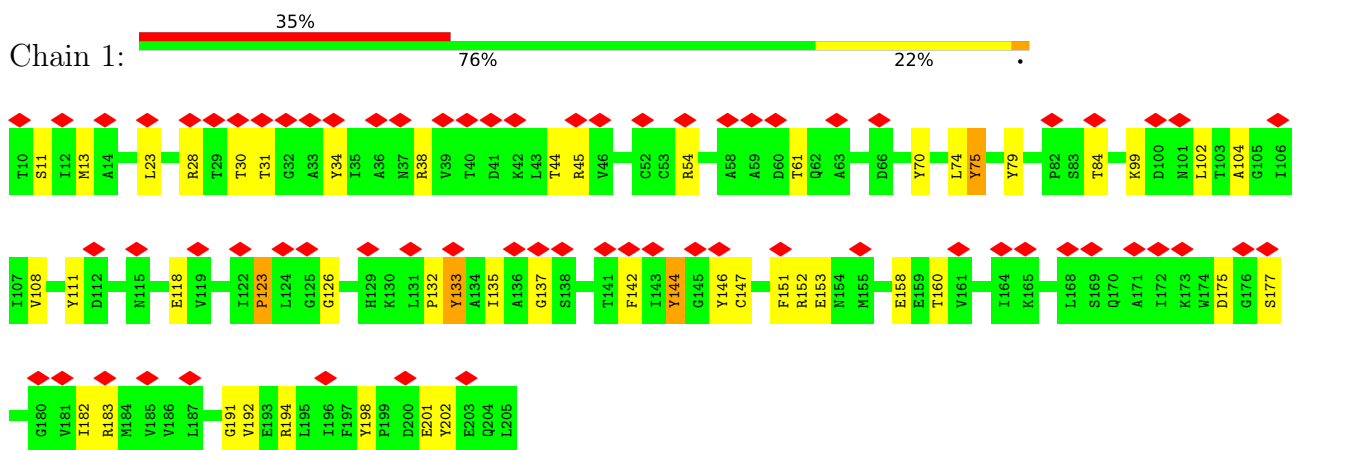 35%
Chain 1:
76% 22% •
T10 S11 I12 M13 A14 L23 R28 T29 T30 T31 G32 A33 Y34 I35 A36 N37 R38 V39 T40 D41 K42 L43 T44 R45 V46 C52 C53 R54 A58 A59 D60 T61 Q62 A63 D66 Y70 L74 Y75 Y79 P82 S83 T84 K99 D100 N101 L102 T103 A104 G105 I106
I107 V108 Y111 D112 N115 E118 V119 I122 P123 L124 G125 G126 H129 K130 L131 P132 Y133 A134 I135 A136 G137 S138 T141 F142 I143 Y144 G145 Y146 C147 F151 R152 E153 N154 M155 E158 E159 T160 V161 I164 K165 L168 S169 Q170 A171 I172 K173 W174 D175 G176 S177
G180 V181 I182 R183 M184 V185 V186 L187 G191 V192 E193 R194 L195 I196 F197 Y198 P199 D200 E201 Y202 E203 Q204 L205